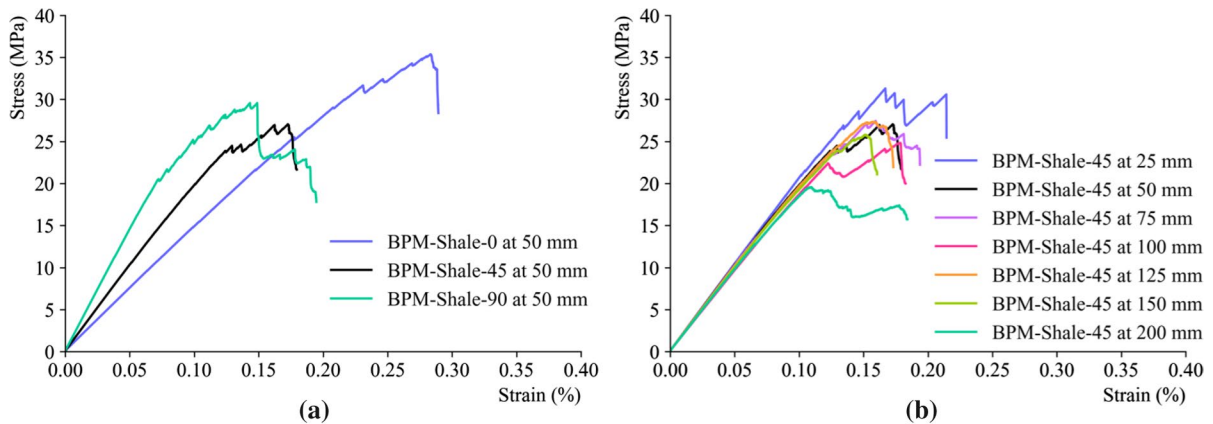 Stress (MPa)
40
35
30
25
20
15
10
5
0
0.00 0.05 0.10 0.15 0.20 0.25 0.30 0.35 0.40
Strain (%)
BPM-Shale-0 at 50 mm
BPM-Shale-45 at 50 mm
BPM-Shale-90 at 50 mm
(a)
Stress (MPa)
40
35
30
25
20
15
10
5
0
0.00 0.05 0.10 0.15 0.20 0.25 0.30 0.35 0.40
Strain (%)
BPM-Shale-45 at 25 mm
BPM-Shale-45 at 50 mm
BPM-Shale-45 at 75 mm
BPM-Shale-45 at 100 mm
BPM-Shale-45 at 125 mm
BPM-Shale-45 at 150 mm
BPM-Shale-45 at 200 mm
(b)